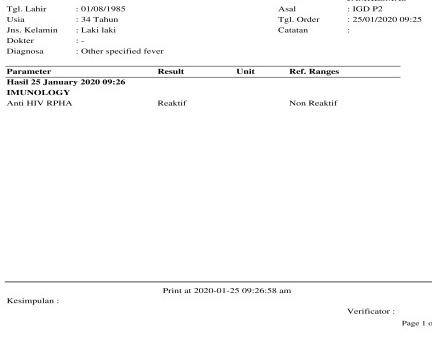 Tgl. Lahir : 01/08/1985 Asal : IGD P2
Usia : 34 Tahun Tgl. Order : 25/01/2020 09:25
Jns. Kelamin : Laki laki Catatan :
Dokter : -
Diagnosa : Other specified fever
Parameter Result Unit Ref. Ranges
Hasil 25 January 2020 09:26
IMUNOLOGY
Anti HIV RPHA Reaktif Non Reaktif
Print at 2020-01-25 09:26:58 am
Kesimpulan :
Verificator :
Page 1 o